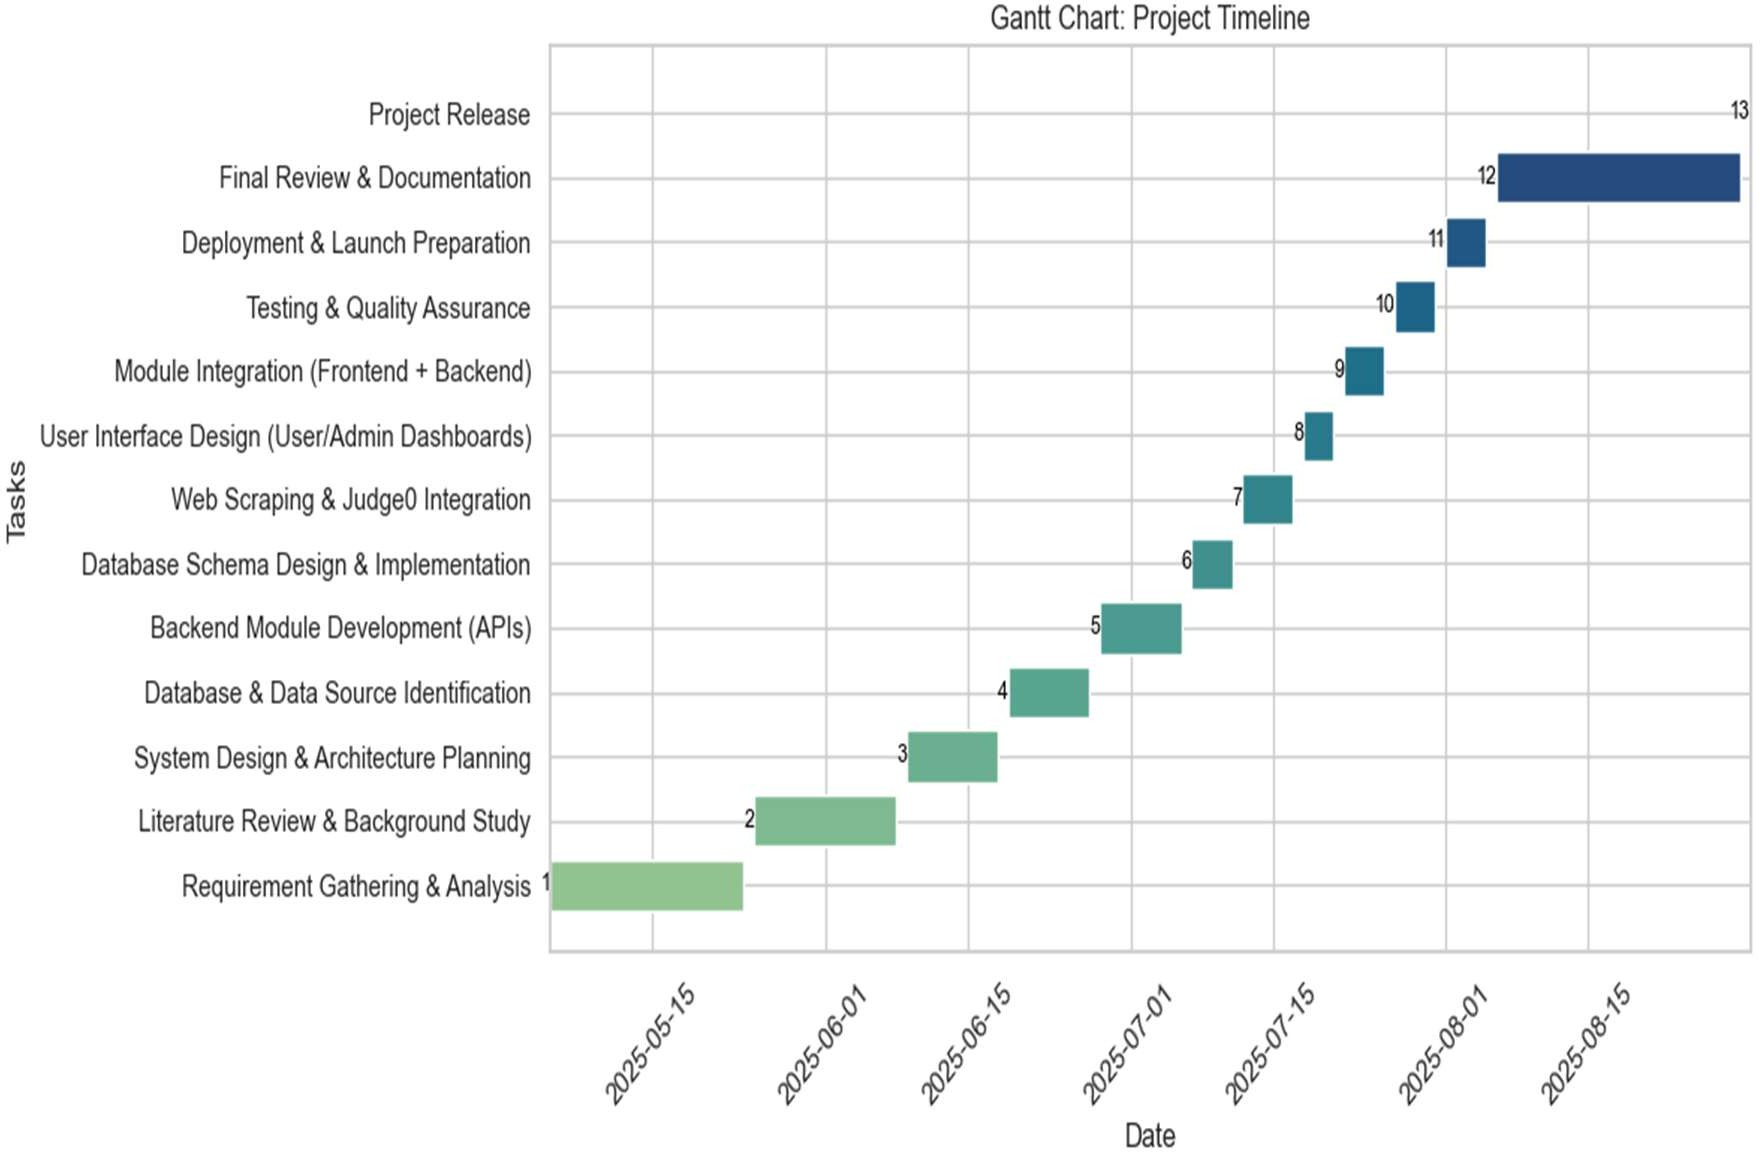 Gantt Chart: Project Timeline
Project Release 13
Final Review & Documentation 12
Deployment & Launch Preparation 11
Testing & Quality Assurance 10
Module Integration (Frontend + Backend) 9
User Interface Design (User/Admin Dashboards) 8
Web Scraping & Judge0 Integration 7
Database Schema Design & Implementation 6
Backend Module Development (APIs) 5
Database & Data Source Identification 4
System Design & Architecture Planning 3
Literature Review & Background Study 2
Requirement Gathering & Analysis 1
Tasks
2025-05-15
2025-06-01
2025-06-15
2025-07-01
2025-07-15
2025-08-01
2025-08-15
Date